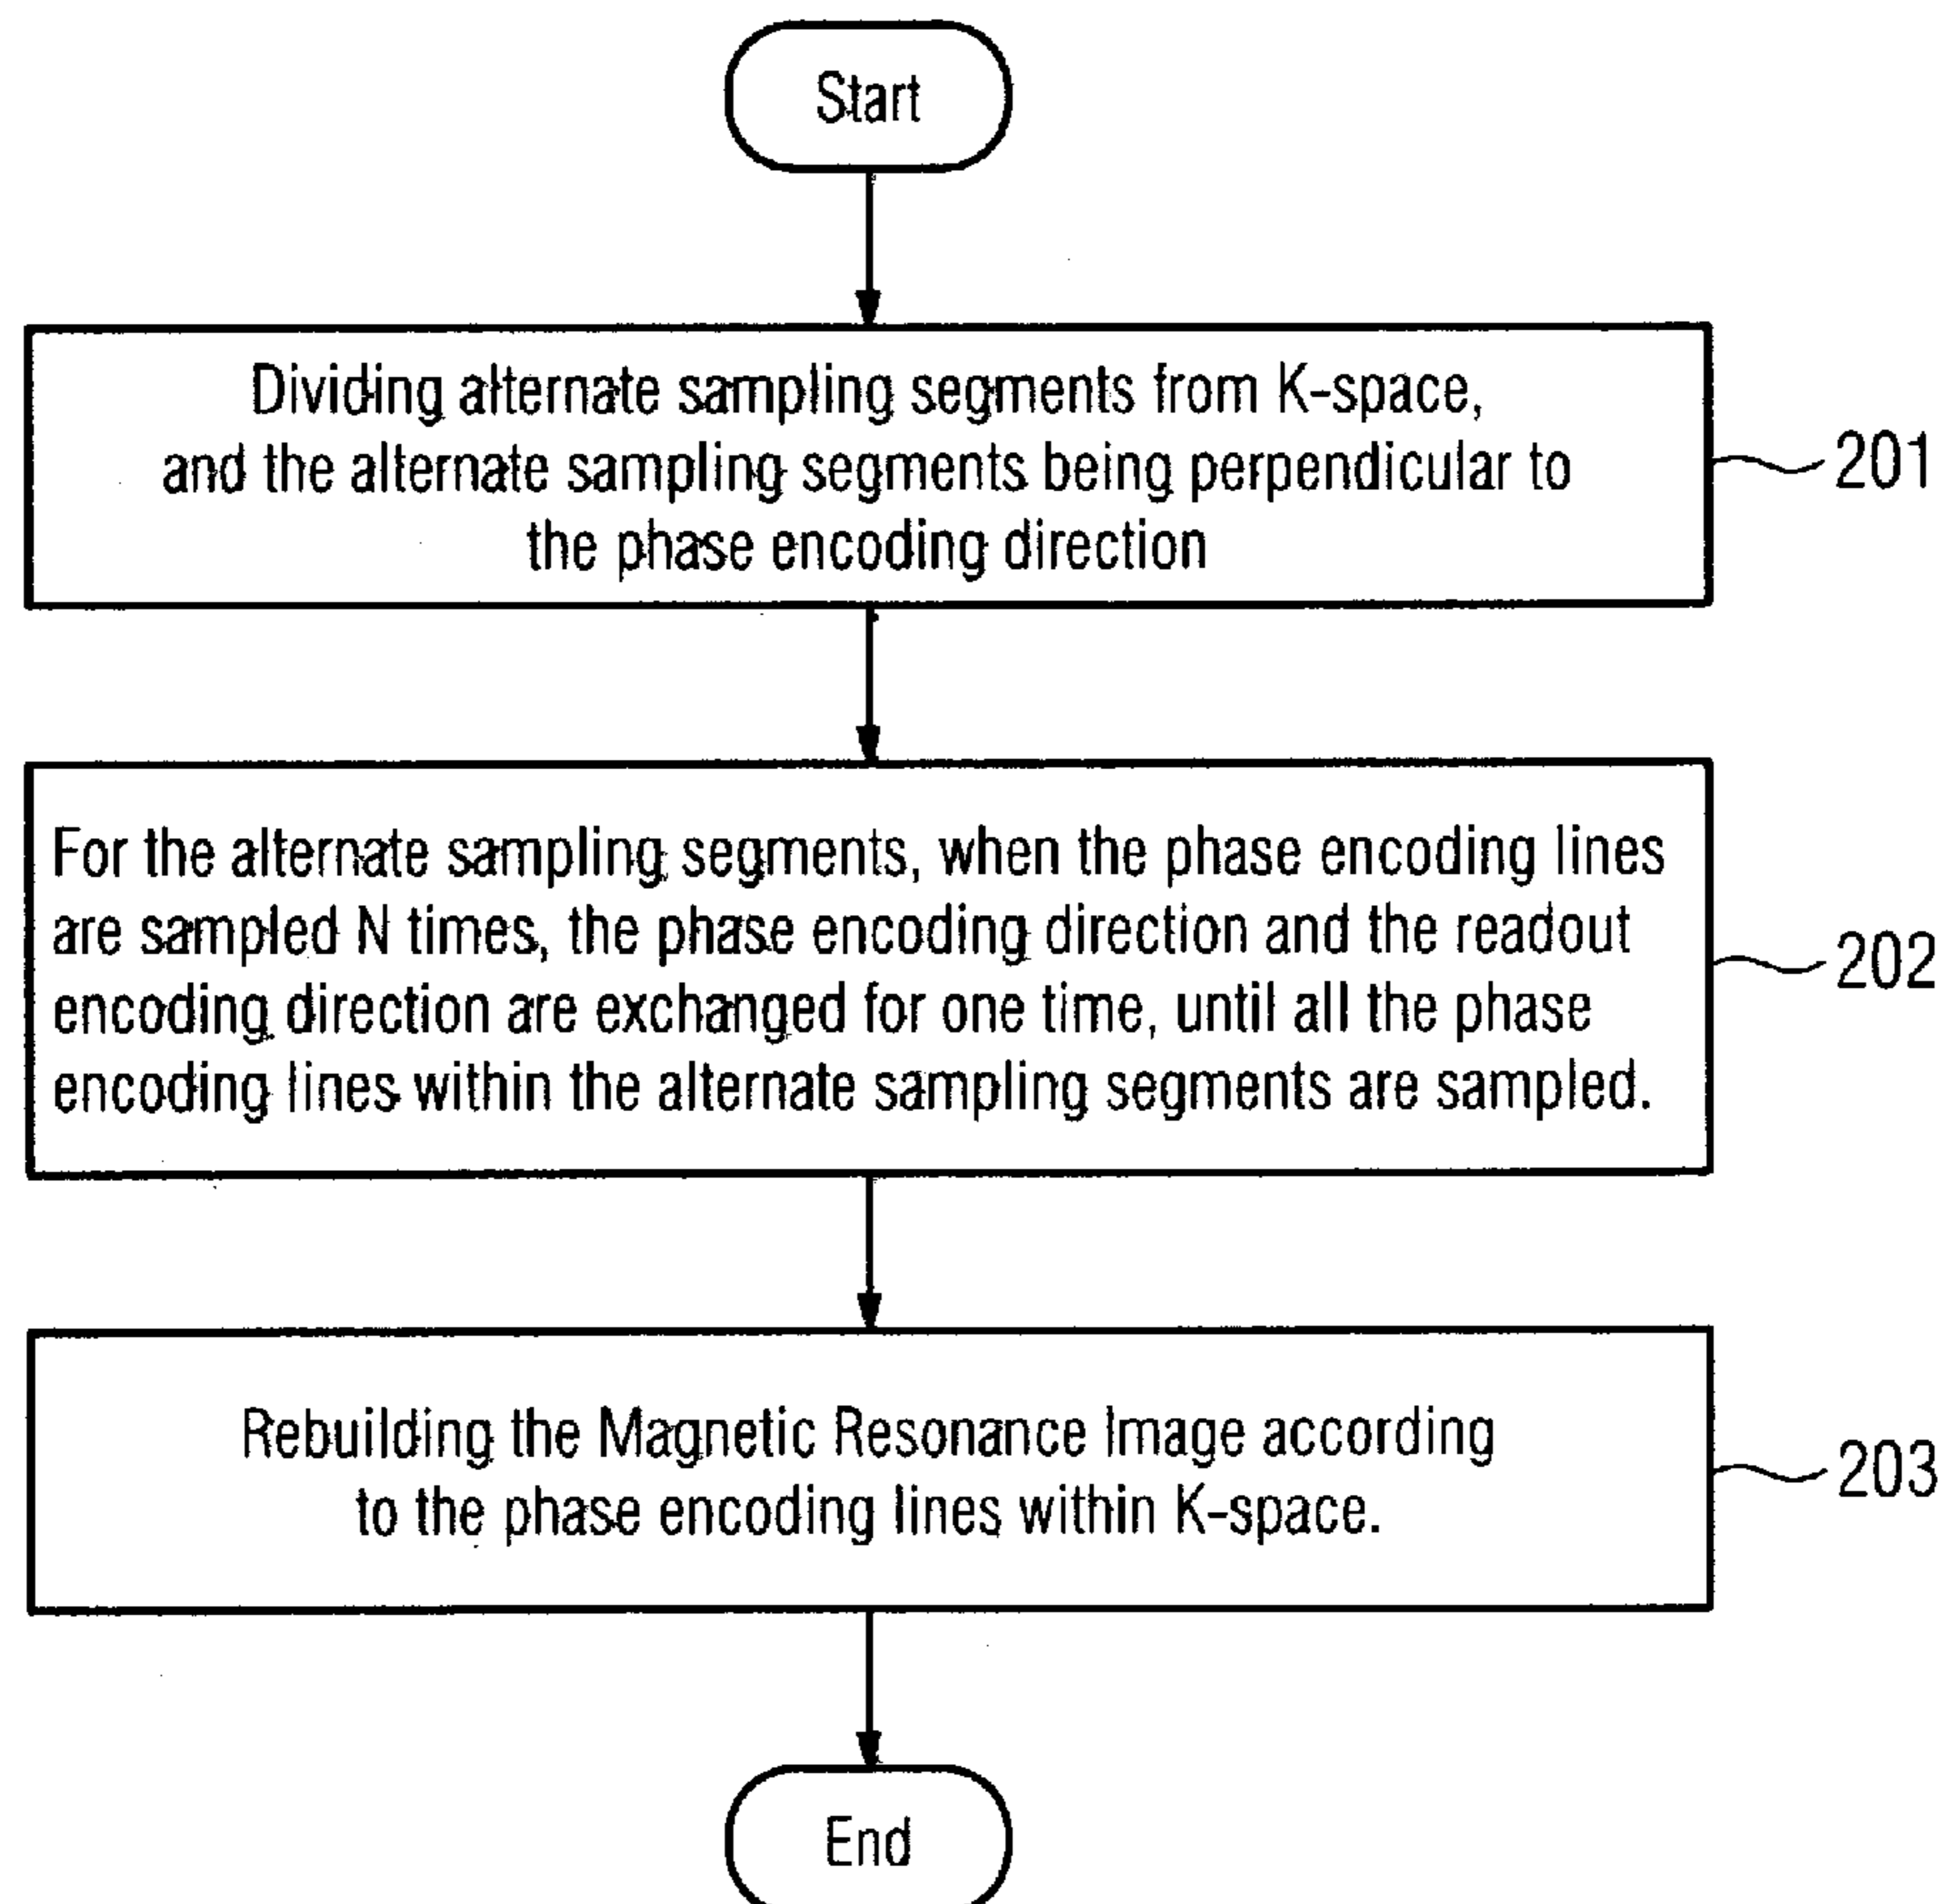 Start
Dividing alternate sampling segments from K-space,
and the alternate sampling segments being perpendicular to
the phase encoding direction
201
For the alternate sampling segments, when the phase encoding lines
are sampled N times, the phase encoding direction and the readout
encoding direction are exchanged for one time, until all the phase
encoding lines within the alternate sampling segments are sampled.
202
Rebuilding the Magnetic Resonance Image according
to the phase encoding lines within K-space.
203
End